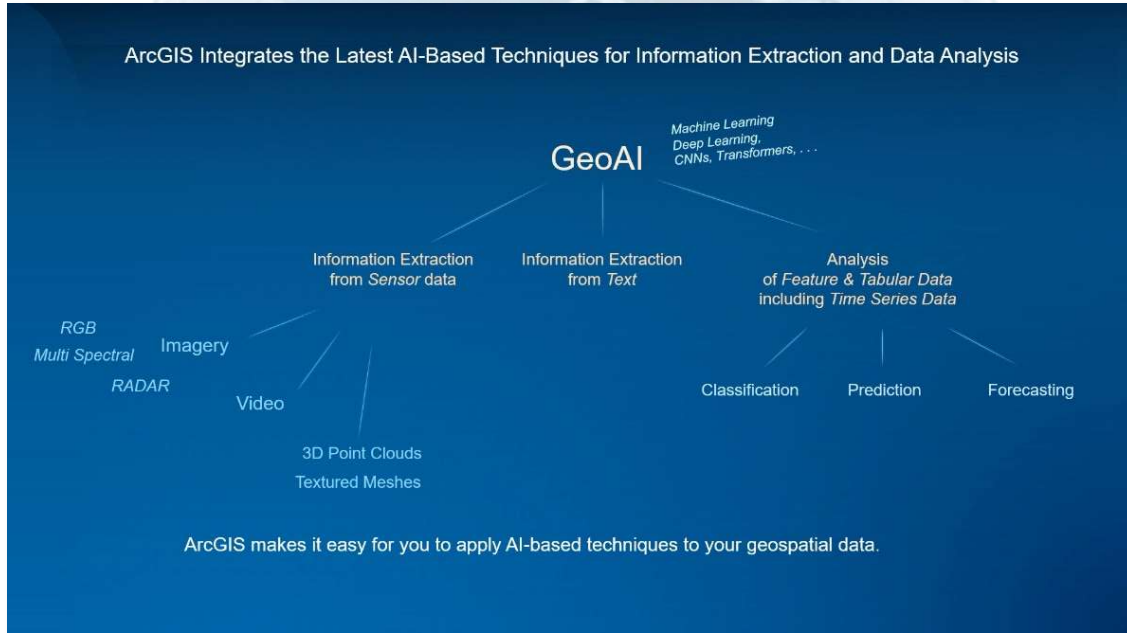 ArcGIS Integrates the Latest AI-Based Techniques for Information Extraction and Data Analysis
GeoAI
Machine Learning
Deep Learning,
CNNs, Transformers, . . .
Information Extraction
from Sensor data
Information Extraction
from Text
Analysis
of Feature & Tabular Data
including Time Series Data
RGB
Multi Spectral
RADAR
Imagery
Video
3D Point Clouds
Textured Meshes
Classification
Prediction
Forecasting
ArcGIS makes it easy for you to apply AI-based techniques to your geospatial data.